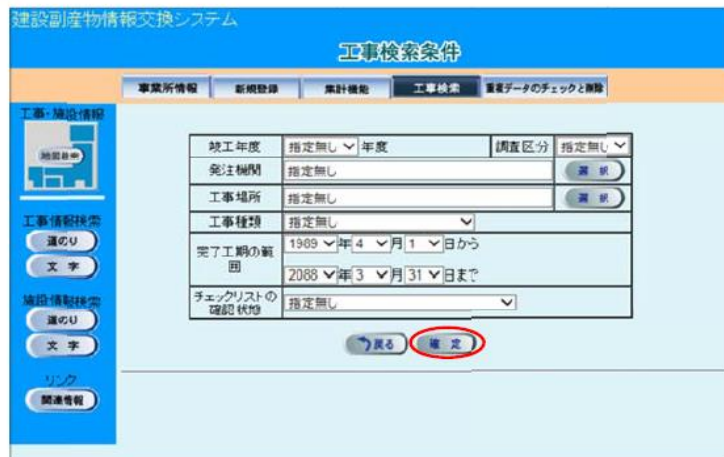 建設副産物情報交換システム
工事検索条件
事業所情報 新規登録 集計機能 工事検索 重複データのチェックと削除
工事・施設情報
地図検索
工事情報検索
道のり
文字
施設情報検索
道のり
文字
リンク
関連情報
竣工年度 指定無し 年度 調査区分 指定無し
発注機関 指定無し 選択
工事場所 指定無し 選択
工事種類 指定無し
完了工期の範囲 1989 年 4 月 1 日から
2088 年 3 月 31 日まで
チェックリストの確認状態 指定無し
戻る 確定